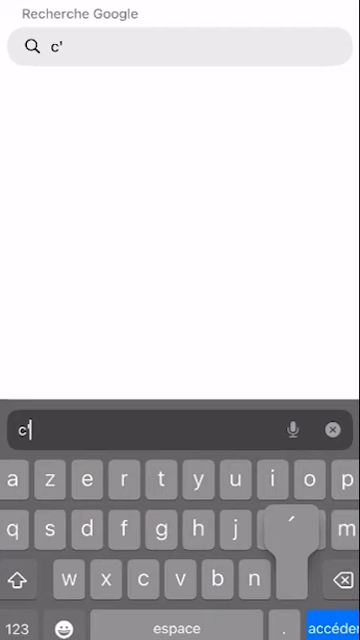 Recherche Google
c'
c'
a z e r t y u i o p
q s d f g h j ´ m
w x c v b n
123 espace . accéder